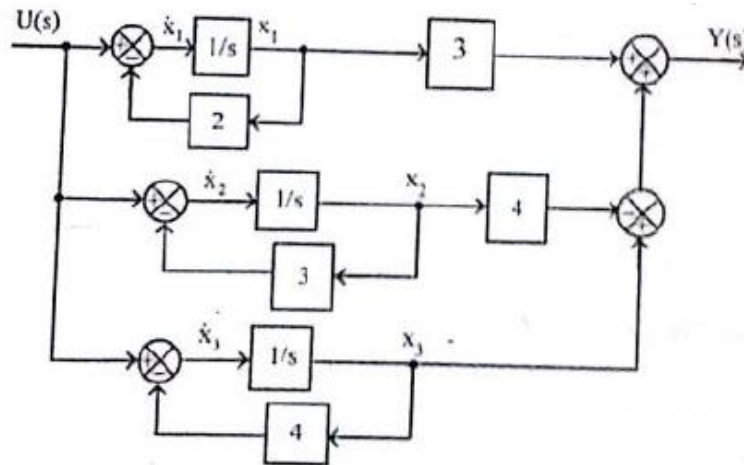 U(s) + − ẋ₁ 1/s x₁ 3 + + Y(s)
2
+ − ẋ₂ 1/s x₂ 4 − +
3
+ − ẋ₃ 1/s x₃
4